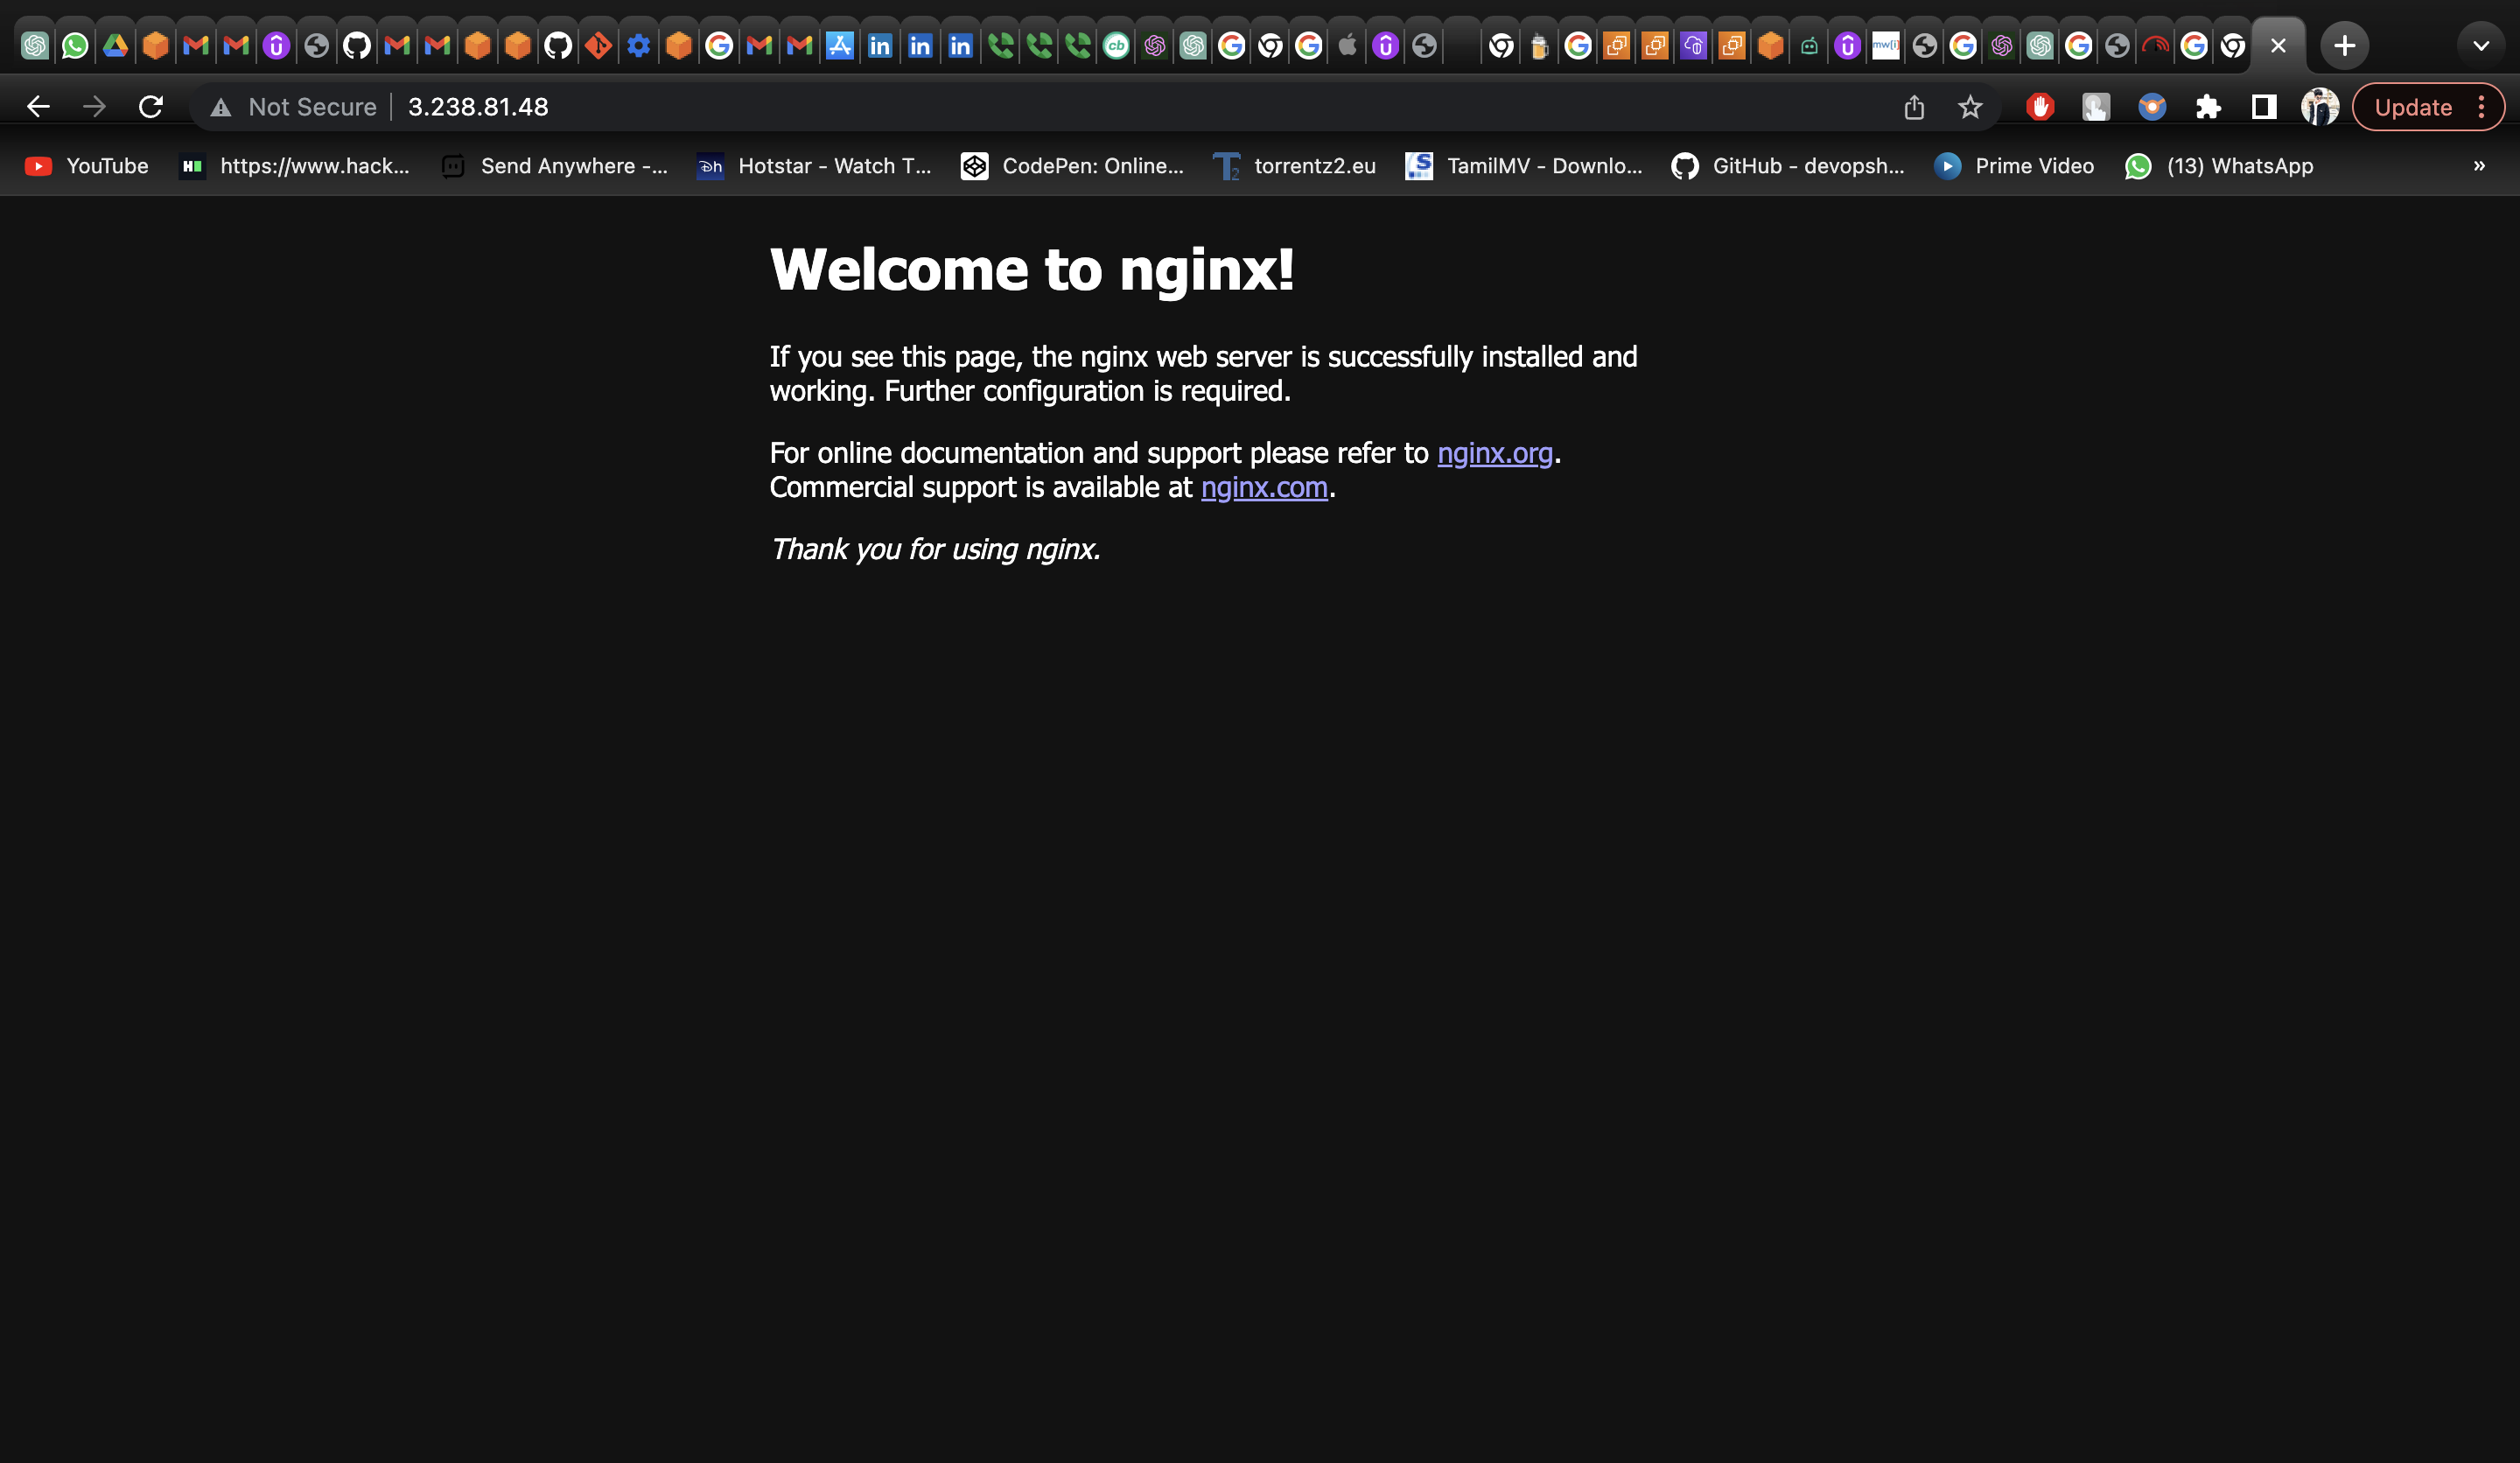 Not Secure 3.238.81.48 Update
YouTube https://www.hack... Send Anywhere -... Hotstar - Watch T... CodePen: Online... torrentz2.eu TamilMV - Downlo... GitHub - devopsh... Prime Video (13) WhatsApp »
Welcome to nginx!
If you see this page, the nginx web server is successfully installed and
working. Further configuration is required.
For online documentation and support please refer to nginx.org.
Commercial support is available at nginx.com.
Thank you for using nginx.